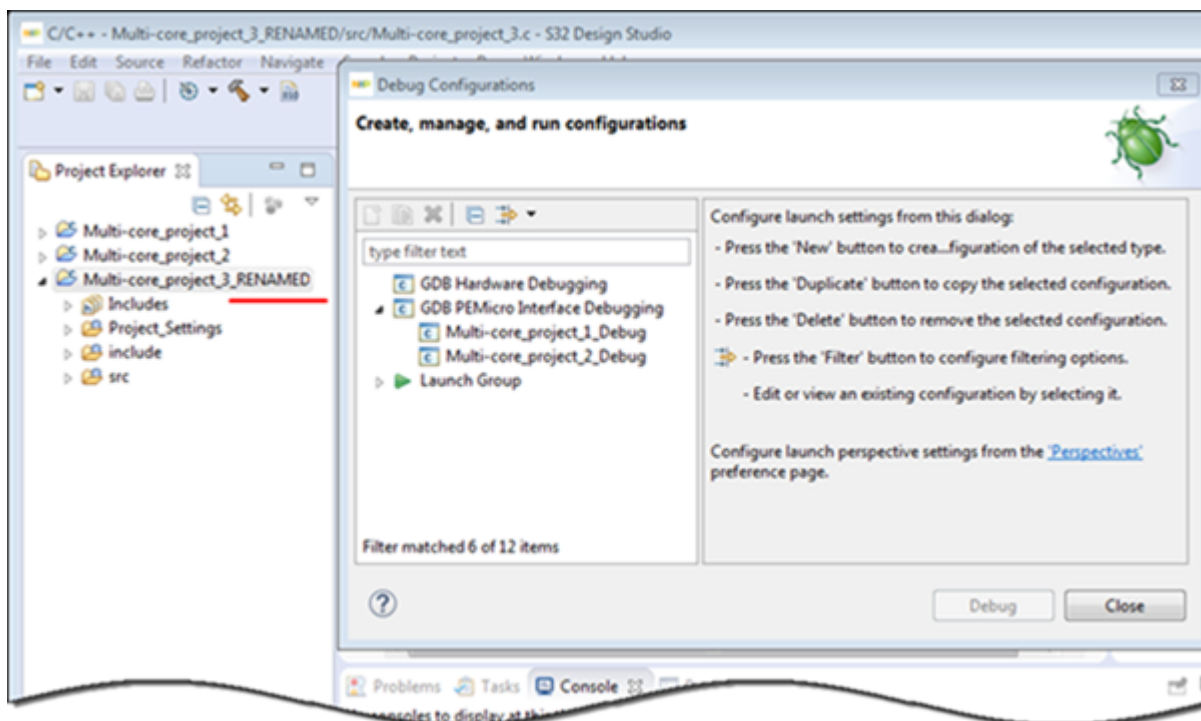 C/C++ - Multi-core_project_3_RENAMED/src/Multi-core_project_3.c - S32 Design Studio
File Edit Source Refactor Navigate
Debug Configurations
Create, manage, and run configurations
Project Explorer
Multi-core_project_1
Multi-core_project_2
Multi-core_project_3_RENAMED
Includes
Project_Settings
include
src
type filter text
GDB Hardware Debugging
GDB PEMicro Interface Debugging
Multi-core_project_1_Debug
Multi-core_project_2_Debug
Launch Group
Filter matched 6 of 12 items
Configure launch settings from this dialog:
- Press the 'New' button to crea...figuration of the selected type.
- Press the 'Duplicate' button to copy the selected configuration.
- Press the 'Delete' button to remove the selected configuration.
- Press the 'Filter' button to configure filtering options.
- Edit or view an existing configuration by selecting it.
Configure launch perspective settings from the 'Perspectives'
preference page.
? Debug Close
Problems Tasks Console
consoles to display at this